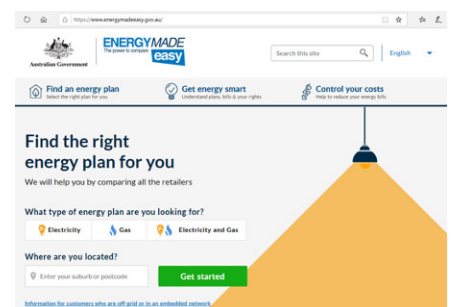 https://www.energymadeeasy.gov.au/
Australian Government
ENERGYMADE
The power to compare
easy
Search this site
English
Find an energy plan
Select the right plan for you
Get energy smart
Understand plans, bills & your rights
Control your costs
Help to reduce your energy bills
Find the right
energy plan for you
We will help you by comparing all the retailers
What type of energy plan are you looking for?
Electricity
Gas
Electricity and Gas
Where are you located?
Enter your suburb or postcode
Get started
Information for customers who are off-grid or in an embedded network